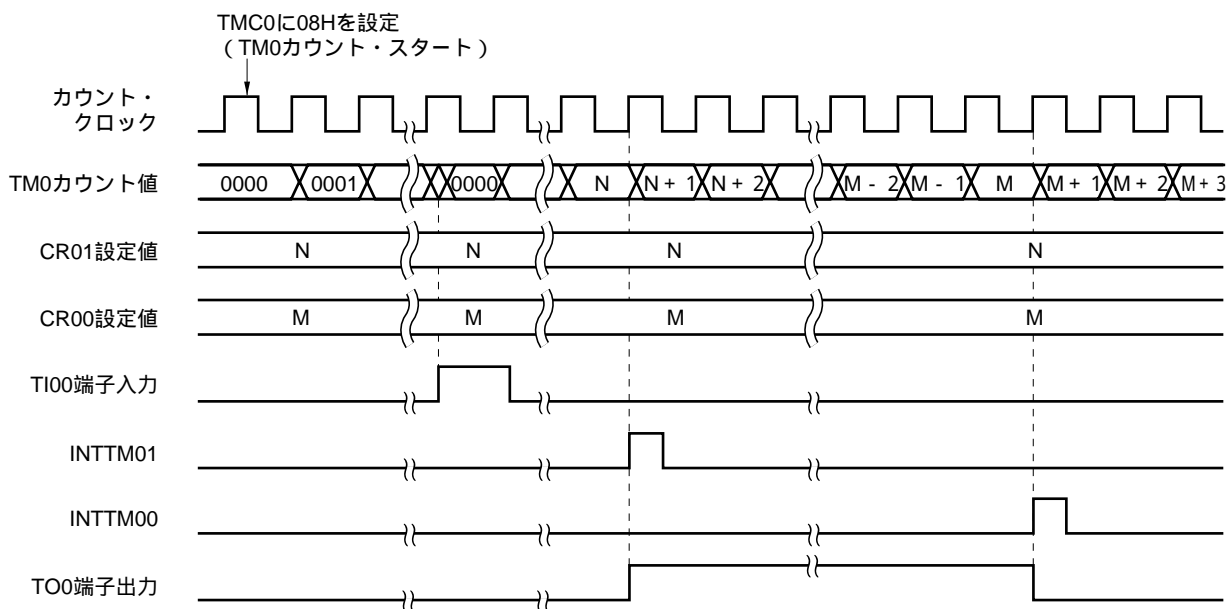 TMC0に08Hを設定
（TM0カウント・スタート）
カウント・
クロック
TM0カウント値 0000 0001 0000 N N + 1 N + 2 M - 2 M - 1 M M + 1 M + 2 M + 3
CR01設定値 N N N N
CR00設定値 M M M M
TI00端子入力
INTTM01
INTTM00
TO0端子出力